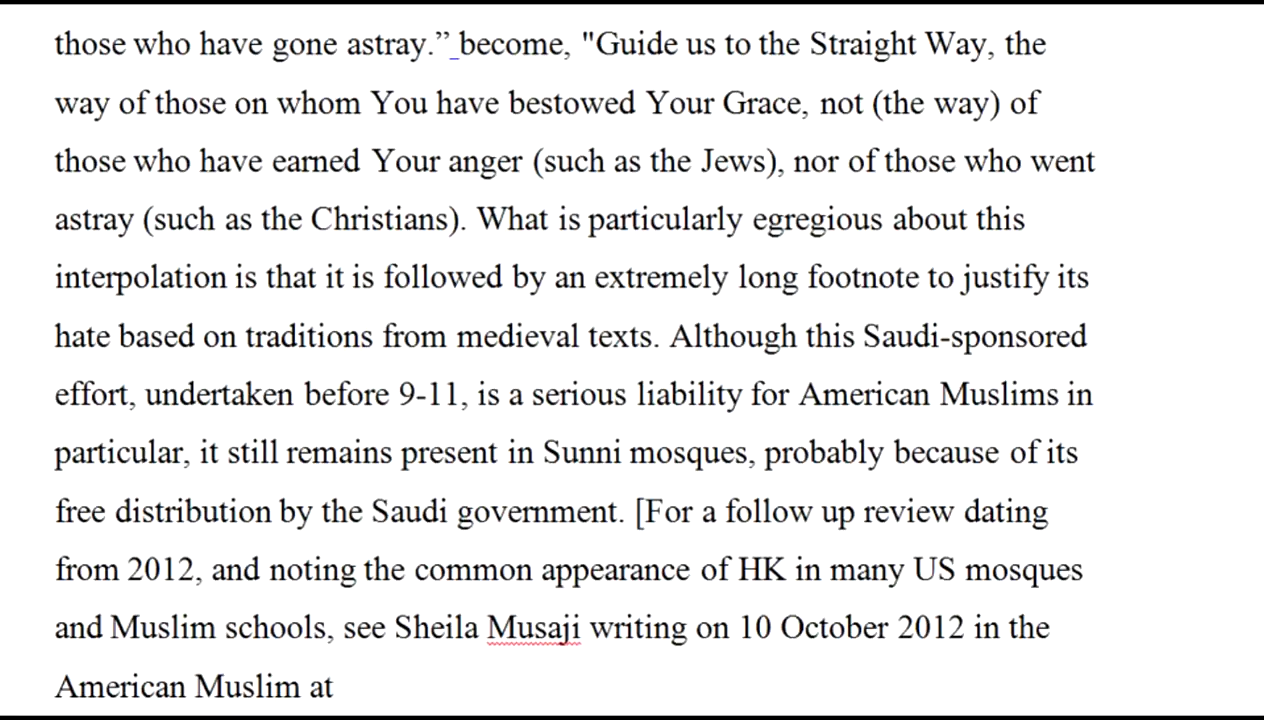 those who have gone astray.” become, "Guide us to the Straight Way, the
way of those on whom You have bestowed Your Grace, not (the way) of
those who have earned Your anger (such as the Jews), nor of those who went
astray (such as the Christians). What is particularly egregious about this
interpolation is that it is followed by an extremely long footnote to justify its
hate based on traditions from medieval texts. Although this Saudi-sponsored
effort, undertaken before 9-11, is a serious liability for American Muslims in
particular, it still remains present in Sunni mosques, probably because of its
free distribution by the Saudi government. [For a follow up review dating
from 2012, and noting the common appearance of HK in many US mosques
and Muslim schools, see Sheila Musaji writing on 10 October 2012 in the
American Muslim at